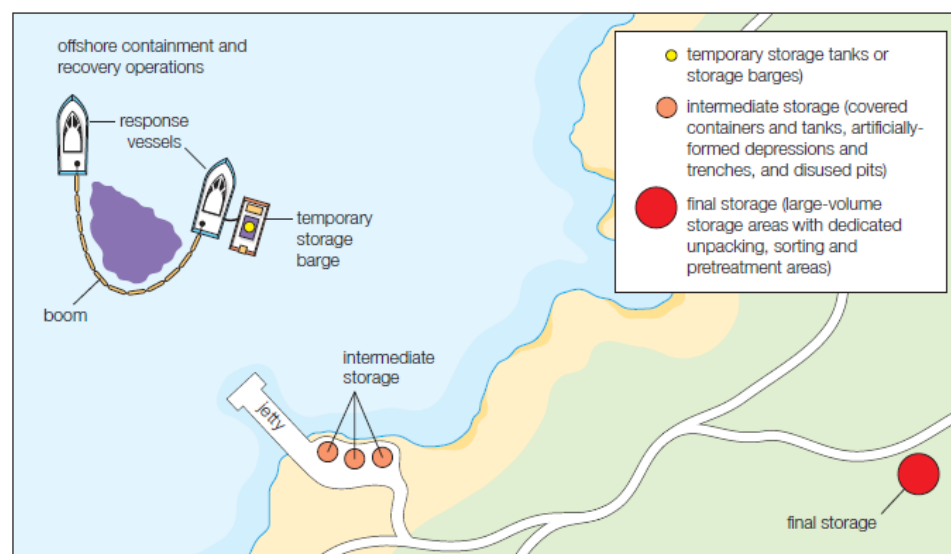 offshore containment and
recovery operations
response
vessels
temporary
storage
barge
boom
intermediate
storage
jetty
final storage
temporary storage tanks or
storage barges)
intermediate storage (covered
containers and tanks, artificially-
formed depressions and
trenches, and disused pits)
final storage (large-volume
storage areas with dedicated
unpacking, sorting and
pretreatment areas)